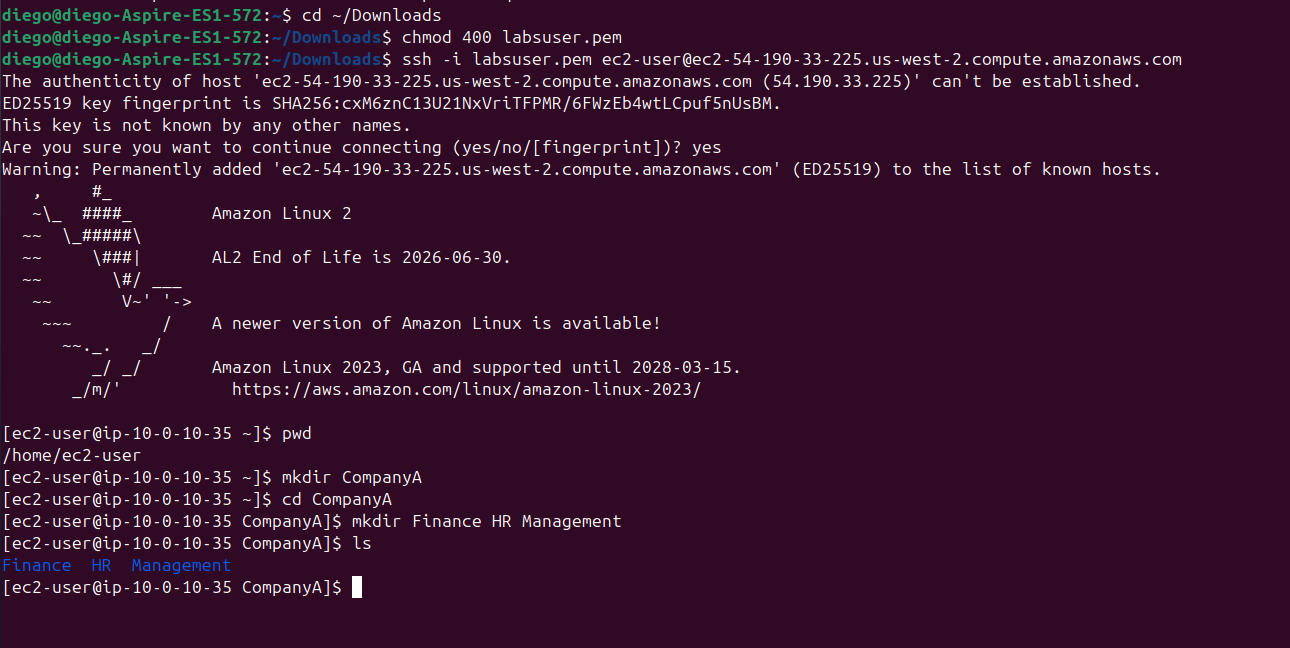 diego@diego-Aspire-ES1-572:~$ cd ~/Downloads
diego@diego-Aspire-ES1-572:~/Downloads$ chmod 400 labsuser.pem
diego@diego-Aspire-ES1-572:~/Downloads$ ssh -i labsuser.pem ec2-user@ec2-54-190-33-225.us-west-2.compute.amazonaws.com
The authenticity of host 'ec2-54-190-33-225.us-west-2.compute.amazonaws.com (54.190.33.225)' can't be established.
ED25519 key fingerprint is SHA256:cxM6znC13U21NxVriTFPMR/6FWzEb4wtLCpuf5nUsBM.
This key is not known by any other names.
Are you sure you want to continue connecting (yes/no/[fingerprint])? yes
Warning: Permanently added 'ec2-54-190-33-225.us-west-2.compute.amazonaws.com' (ED25519) to the list of known hosts.
   ,     #_
   ~\_  ####_        Amazon Linux 2
  ~~  \_#####\
  ~~     \###|       AL2 End of Life is 2026-06-30.
  ~~       \#/ ___
   ~~       V~' '->
    ~~~         /    A newer version of Amazon Linux is available!
      ~~._.   _/
         _/ _/       Amazon Linux 2023, GA and supported until 2028-03-15.
       _/m/'           https://aws.amazon.com/linux/amazon-linux-2023/
[ec2-user@ip-10-0-10-35 ~]$ pwd
/home/ec2-user
[ec2-user@ip-10-0-10-35 ~]$ mkdir CompanyA
[ec2-user@ip-10-0-10-35 ~]$ cd CompanyA
[ec2-user@ip-10-0-10-35 CompanyA]$ mkdir Finance HR Management
[ec2-user@ip-10-0-10-35 CompanyA]$ ls
Finance  HR  Management
[ec2-user@ip-10-0-10-35 CompanyA]$